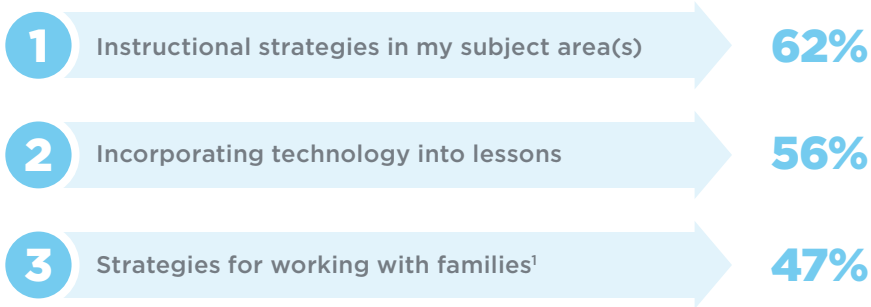 1 Instructional strategies in my subject area(s) 62%
2 Incorporating technology into lessons 56%
3 Strategies for working with families¹ 47%